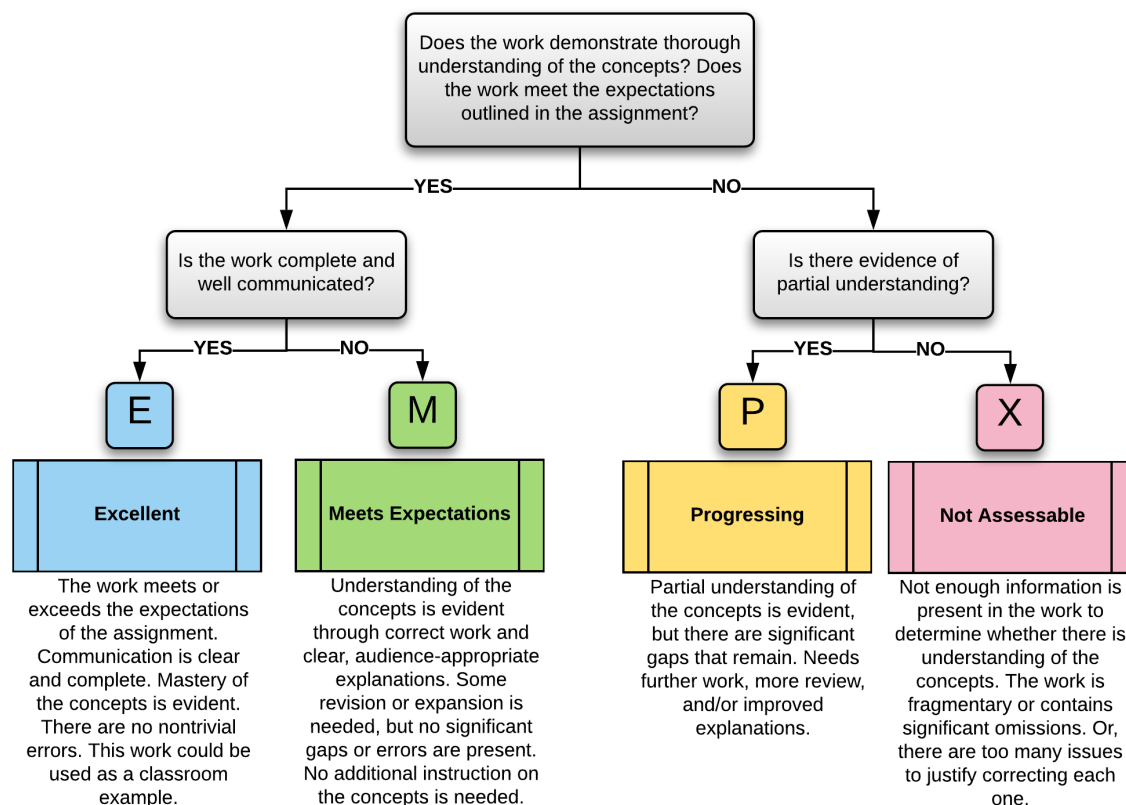 Does the work demonstrate thorough
understanding of the concepts? Does
the work meet the expectations
outlined in the assignment?
YES
NO
Is the work complete and
well communicated?
Is there evidence of
partial understanding?
YES
NO
YES
NO
E
M
P
X
Excellent
Meets Expectations
Progressing
Not Assessable
The work meets or
exceeds the expectations
of the assignment.
Communication is clear
and complete. Mastery of
the concepts is evident.
There are no nontrivial
errors. This work could be
used as a classroom
example.
Understanding of the
concepts is evident
through correct work and
clear, audience-appropriate
explanations. Some
revision or expansion is
needed, but no significant
gaps or errors are present.
No additional instruction on
the concepts is needed.
Partial understanding of
the concepts is evident,
but there are significant
gaps that remain. Needs
further work, more review,
and/or improved
explanations.
Not enough information is
present in the work to
determine whether there is
understanding of the
concepts. The work is
fragmentary or contains
significant omissions. Or,
there are too many issues
to justify correcting each
one.